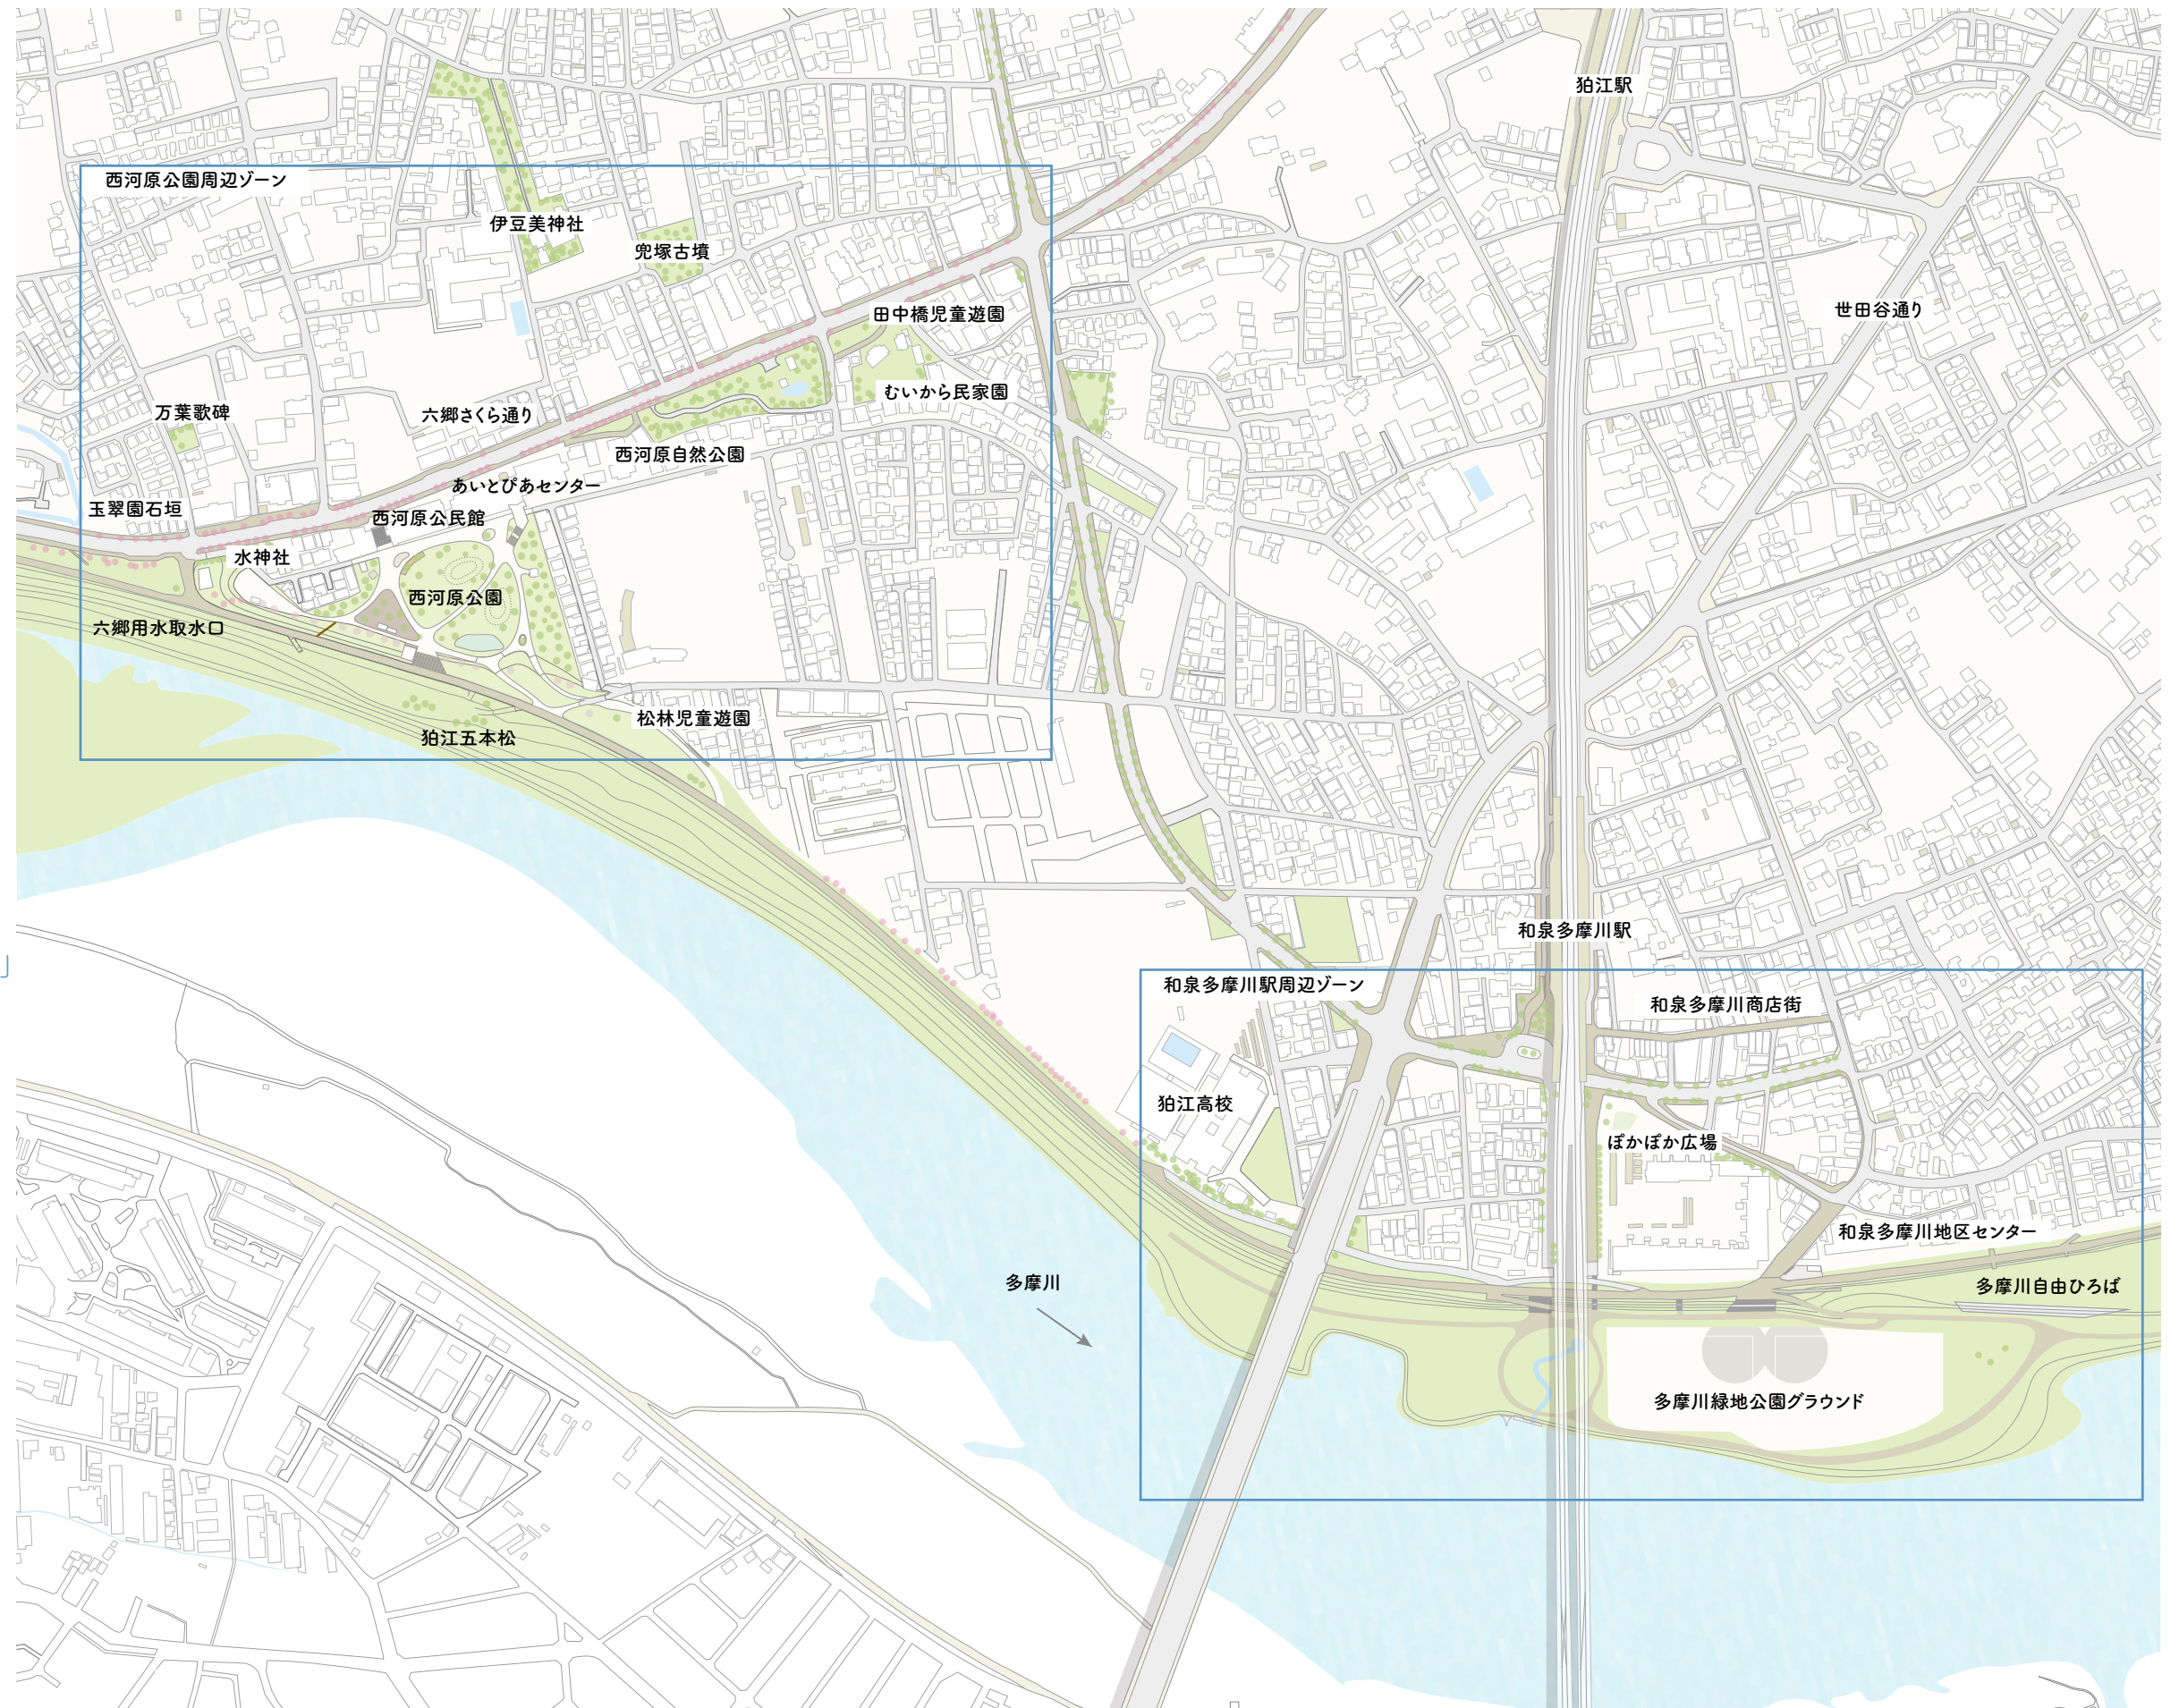 狛江駅
西河原公園周辺ゾーン
伊豆美神社
兜塚古墳
田中橋児童遊園
世田谷通り
むいから民家園
万葉歌碑
六郷さくら通り
西河原自然公園
あいとぴあセンター
玉翠園石垣
西河原公民館
水神社
西河原公園
六郷用水取水口
松林児童遊園
狛江五本松
和泉多摩川駅
和泉多摩川駅周辺ゾーン
和泉多摩川商店街
狛江高校
ぽかぽか広場
和泉多摩川地区センター
多摩川
多摩川自由ひろば
多摩川緑地公園グラウンド